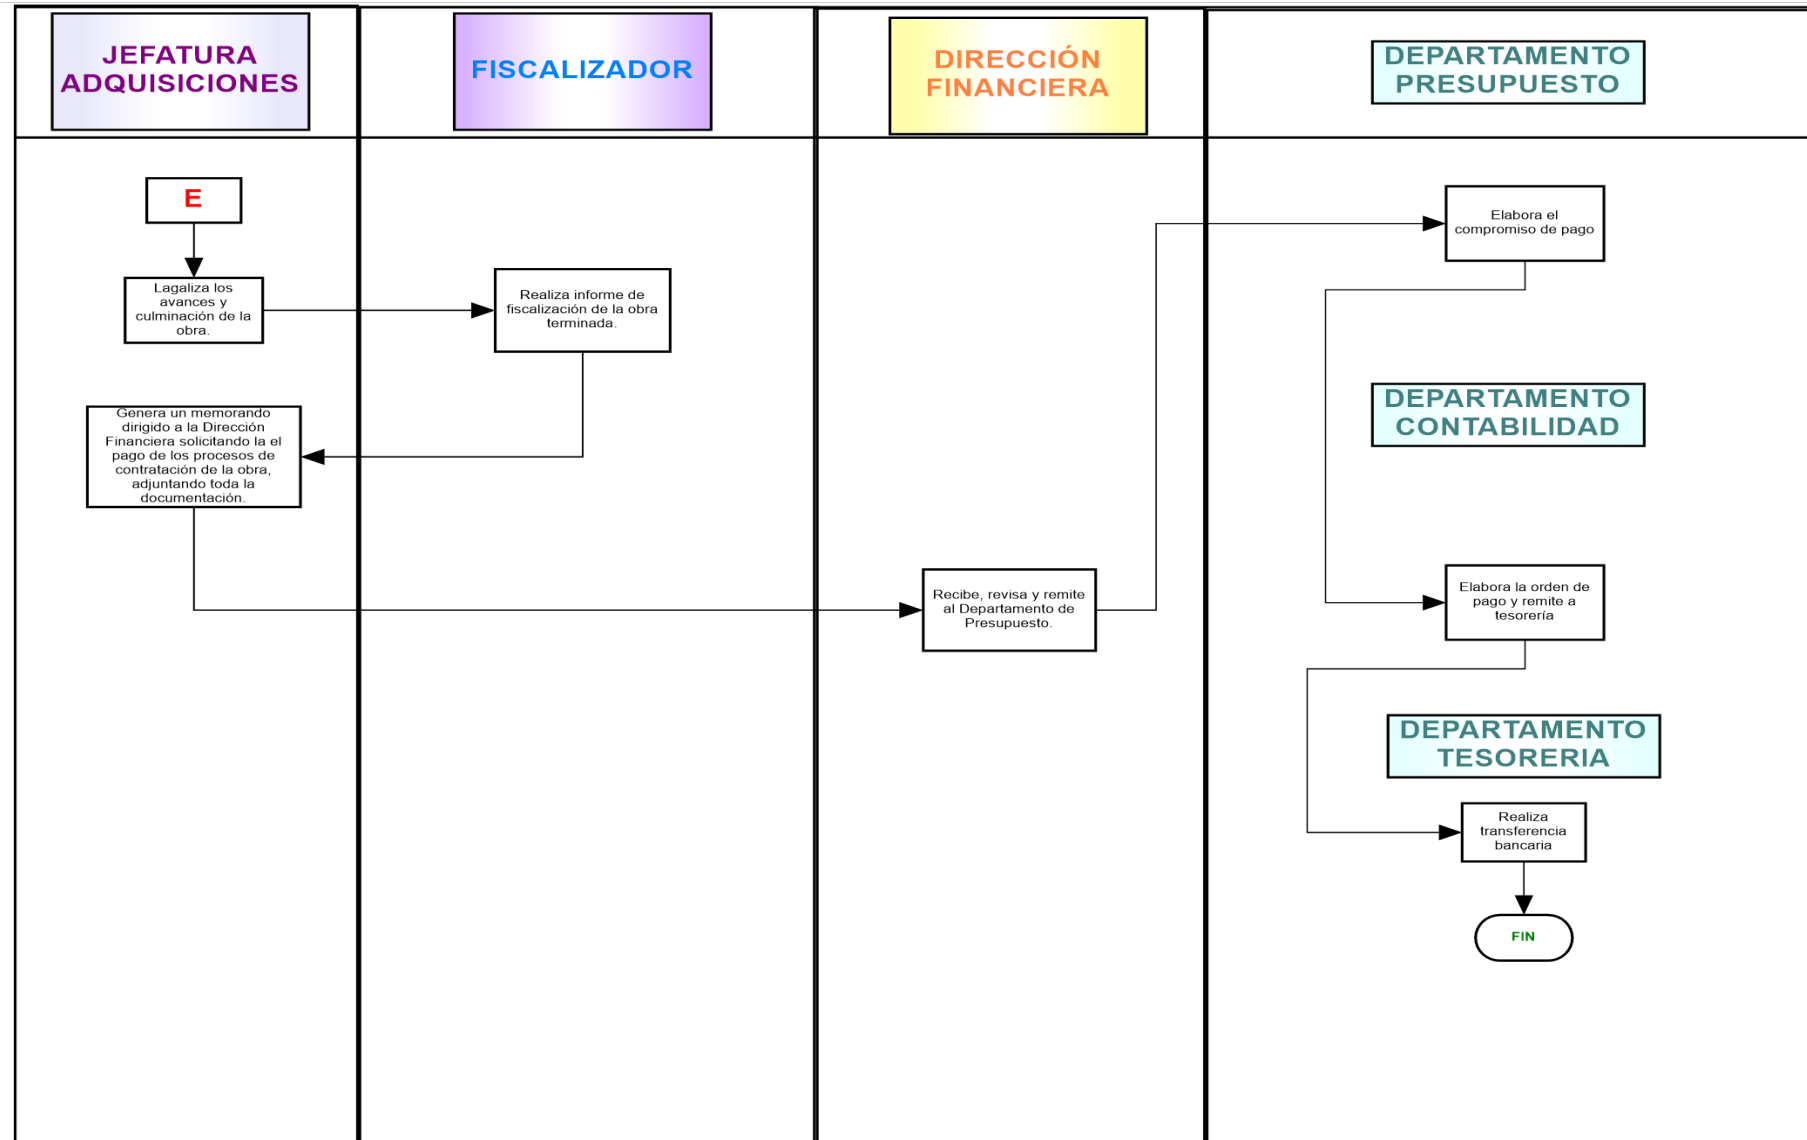 JEFATURA
ADQUISICIONES
FISCALIZADOR
DIRECCIÓN
FINANCIERA
DEPARTAMENTO
PRESUPUESTO
E
Lagaliza los
avances y
culminación de la
obra.
Realiza informe de
fiscalización de la obra
terminada.
Genera un memorando
dirigido a la Dirección
Financiera solicitando la el
pago de los procesos de
contratación de la obra,
adjuntando toda la
documentación.
Recibe, revisa y remite
al Departamento de
Presupuesto.
Elabora el
compromiso de pago
DEPARTAMENTO
CONTABILIDAD
Elabora la orden de
pago y remite a
tesorería
DEPARTAMENTO
TESORERIA
Realiza
transferencia
bancaria
FIN